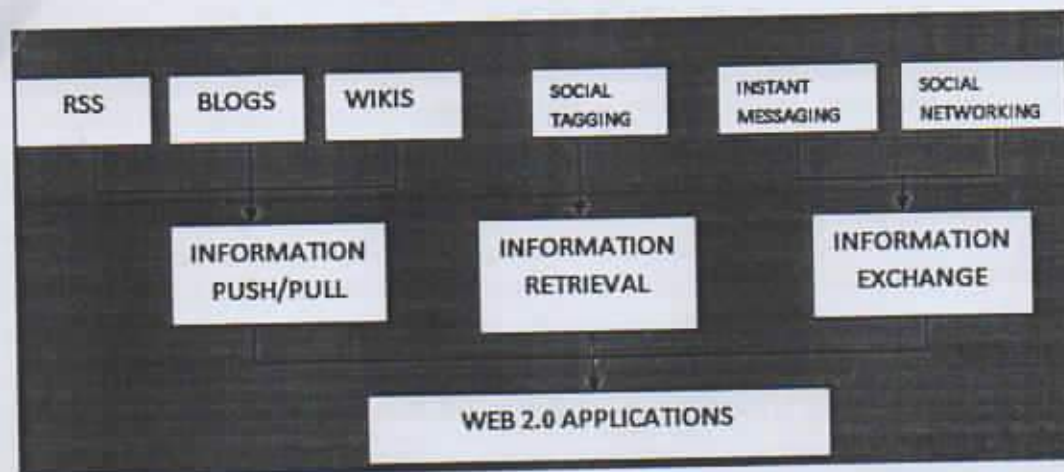 RSS
BLOGS
WIKIS
SOCIAL
TAGGING
INSTANT
MESSAGING
SOCIAL
NETWORKING
INFORMATION
PUSH/PULL
INFORMATION
RETRIEVAL
INFORMATION
EXCHANGE
WEB 2.0 APPLICATIONS